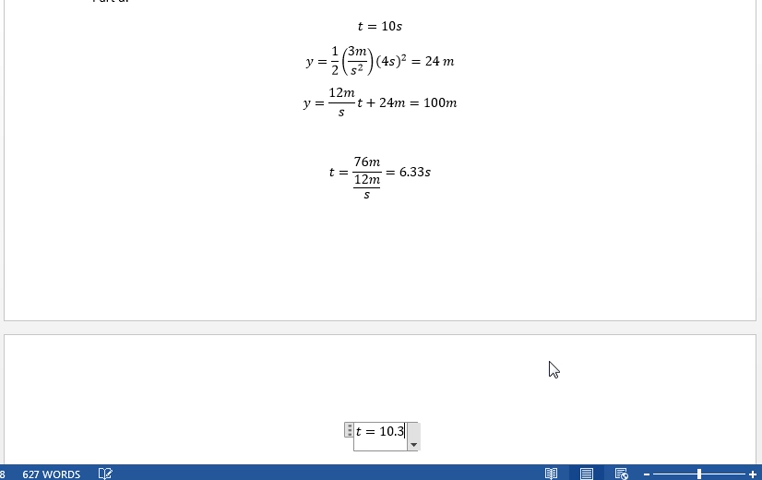 t = 10s
y = 1/2 (3m/s²) (4s)² = 24 m
y = 12m/s t + 24m = 100m
t = 76m/(12m/s) = 6.33s
t = 10.3
8 627 WORDS